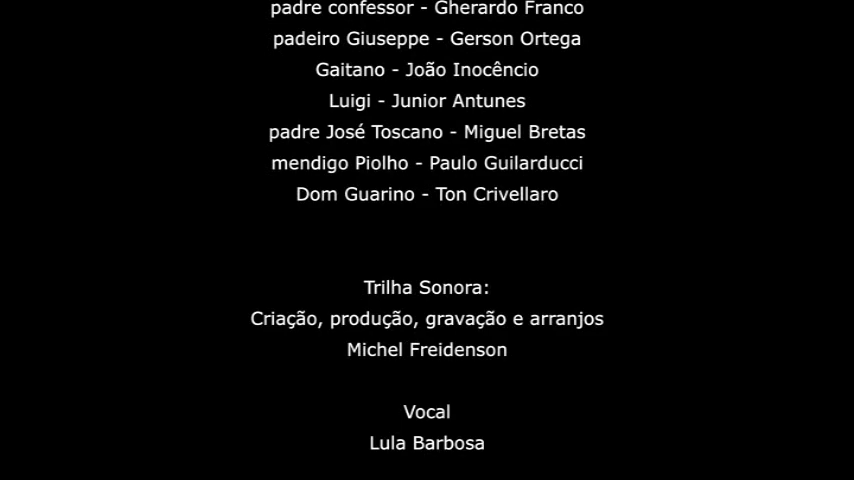 padre confessor - Gherardo Franco
padeiro Giuseppe - Gerson Ortega
Gaitano - João Inocêncio
Luigi - Junior Antunes
padre José Toscano - Miguel Bretas
mendigo Piolho - Paulo Guilarducci
Dom Guarino - Ton Crivellaro
Trilha Sonora:
Criação, produção, gravação e arranjos
Michel Freidenson
Vocal
Lula Barbosa